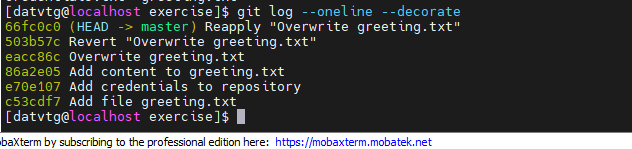 [datvtg@localhost exercise]$ git log --oneline --decorate
66fc0c0 (HEAD -> master) Reapply "Overwrite greeting.txt"
503b57c Revert "Overwrite greeting.txt"
eacc86c Overwrite greeting.txt
86a2e05 Add content to greeting.txt
e70e107 Add credentials to repository
c53cdf7 Add file greeting.txt
[datvtg@localhost exercise]$
obaXterm by subscribing to the professional edition here: https://mobaxterm.mobatek.net